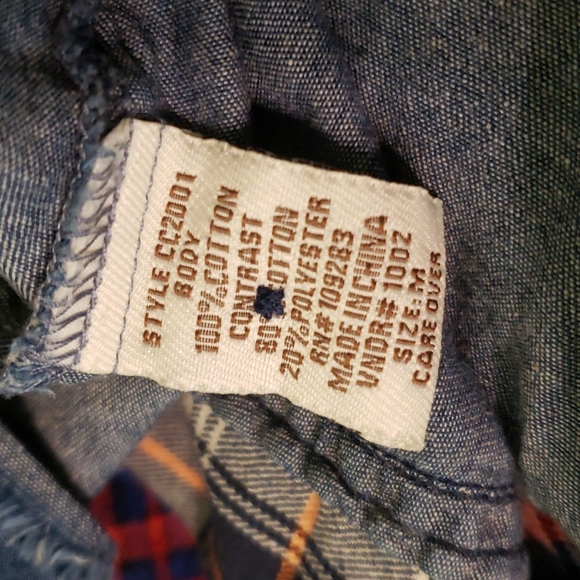 STYLE CC2001
BODY
100% COTTON
CONTRAST
80% COTTON
20% POLYESTER
RN# 109283
MADE IN CHINA
VNDR# 1002
SIZE: M
CARE OVER